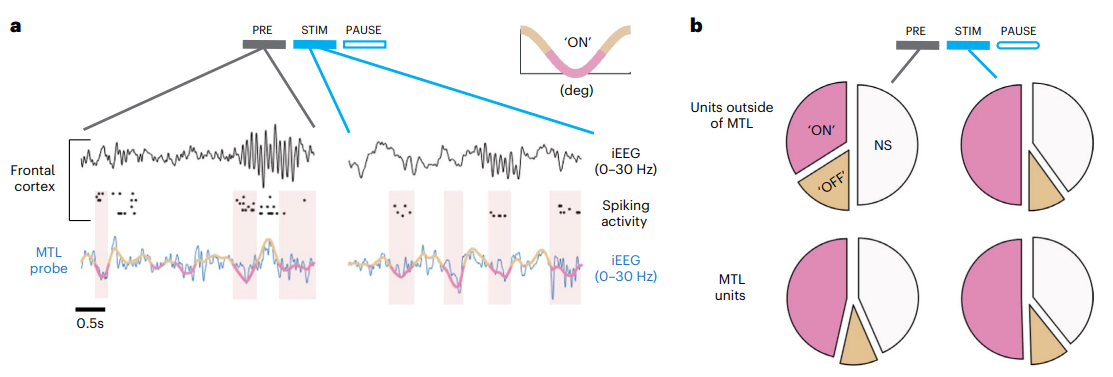 a
PRE STIM PAUSE
'ON'
(deg)
Frontal
cortex
iEEG
(0–30 Hz)
Spiking
activity
MTL
probe
iEEG
(0–30 Hz)
0.5s
b
PRE STIM PAUSE
Units outside
of MTL
'ON'
NS
'OFF'
MTL
units